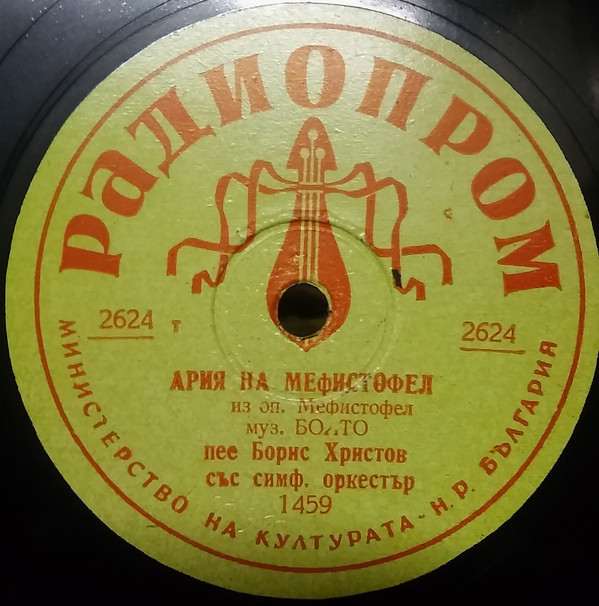 РАДИОПРОМ
2624 т
2624
АРИЯ НА МЕФИСТОФЕЛ
из оп. Мефистофел
муз. БОИТО
пее Борис Христов
със симф. оркестър
1459
МИНИСТЕРСТВО НА КУЛТУРАТА - Н. Р. БЪЛГАРИЯ